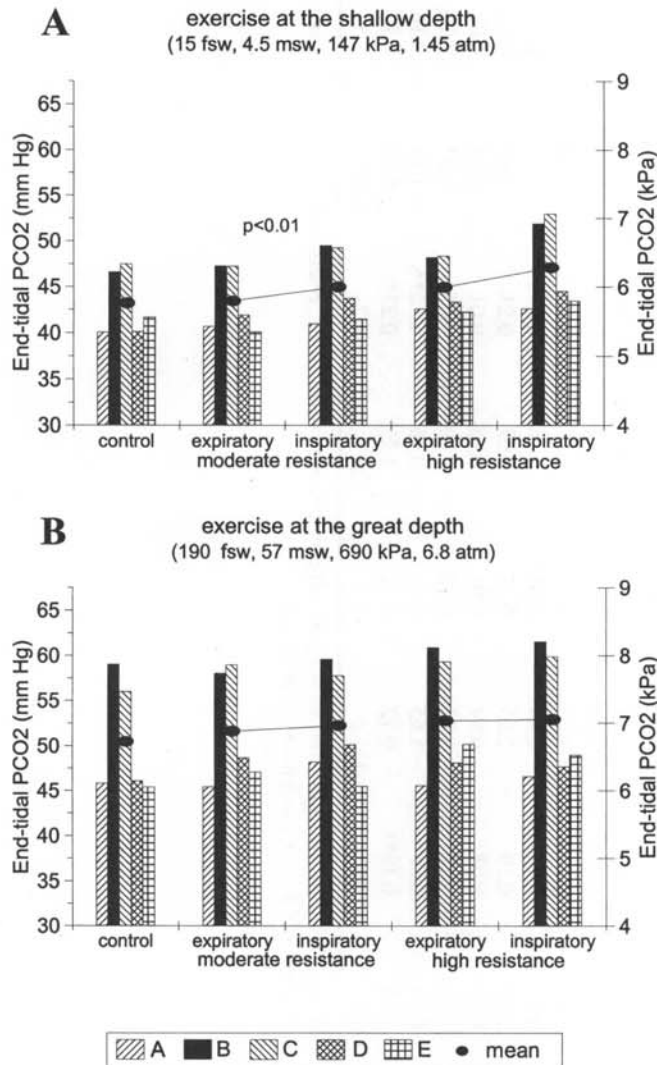 A
exercise at the shallow depth
(15 fsw, 4.5 msw, 147 kPa, 1.45 atm)
End-tidal PCO2 (mm Hg)
65
60
55
50
45
40
35
30
p<0.01
9
8
7
6
5
4
End-tidal PCO2 (kPa)
control expiratory inspiratory expiratory inspiratory
moderate resistance high resistance
B
exercise at the great depth
(190 fsw, 57 msw, 690 kPa, 6.8 atm)
End-tidal PCO2 (mm Hg)
65
60
55
50
45
40
35
30
9
8
7
6
5
4
End-tidal PCO2 (kPa)
control expiratory inspiratory expiratory inspiratory
moderate resistance high resistance
A B C D E mean